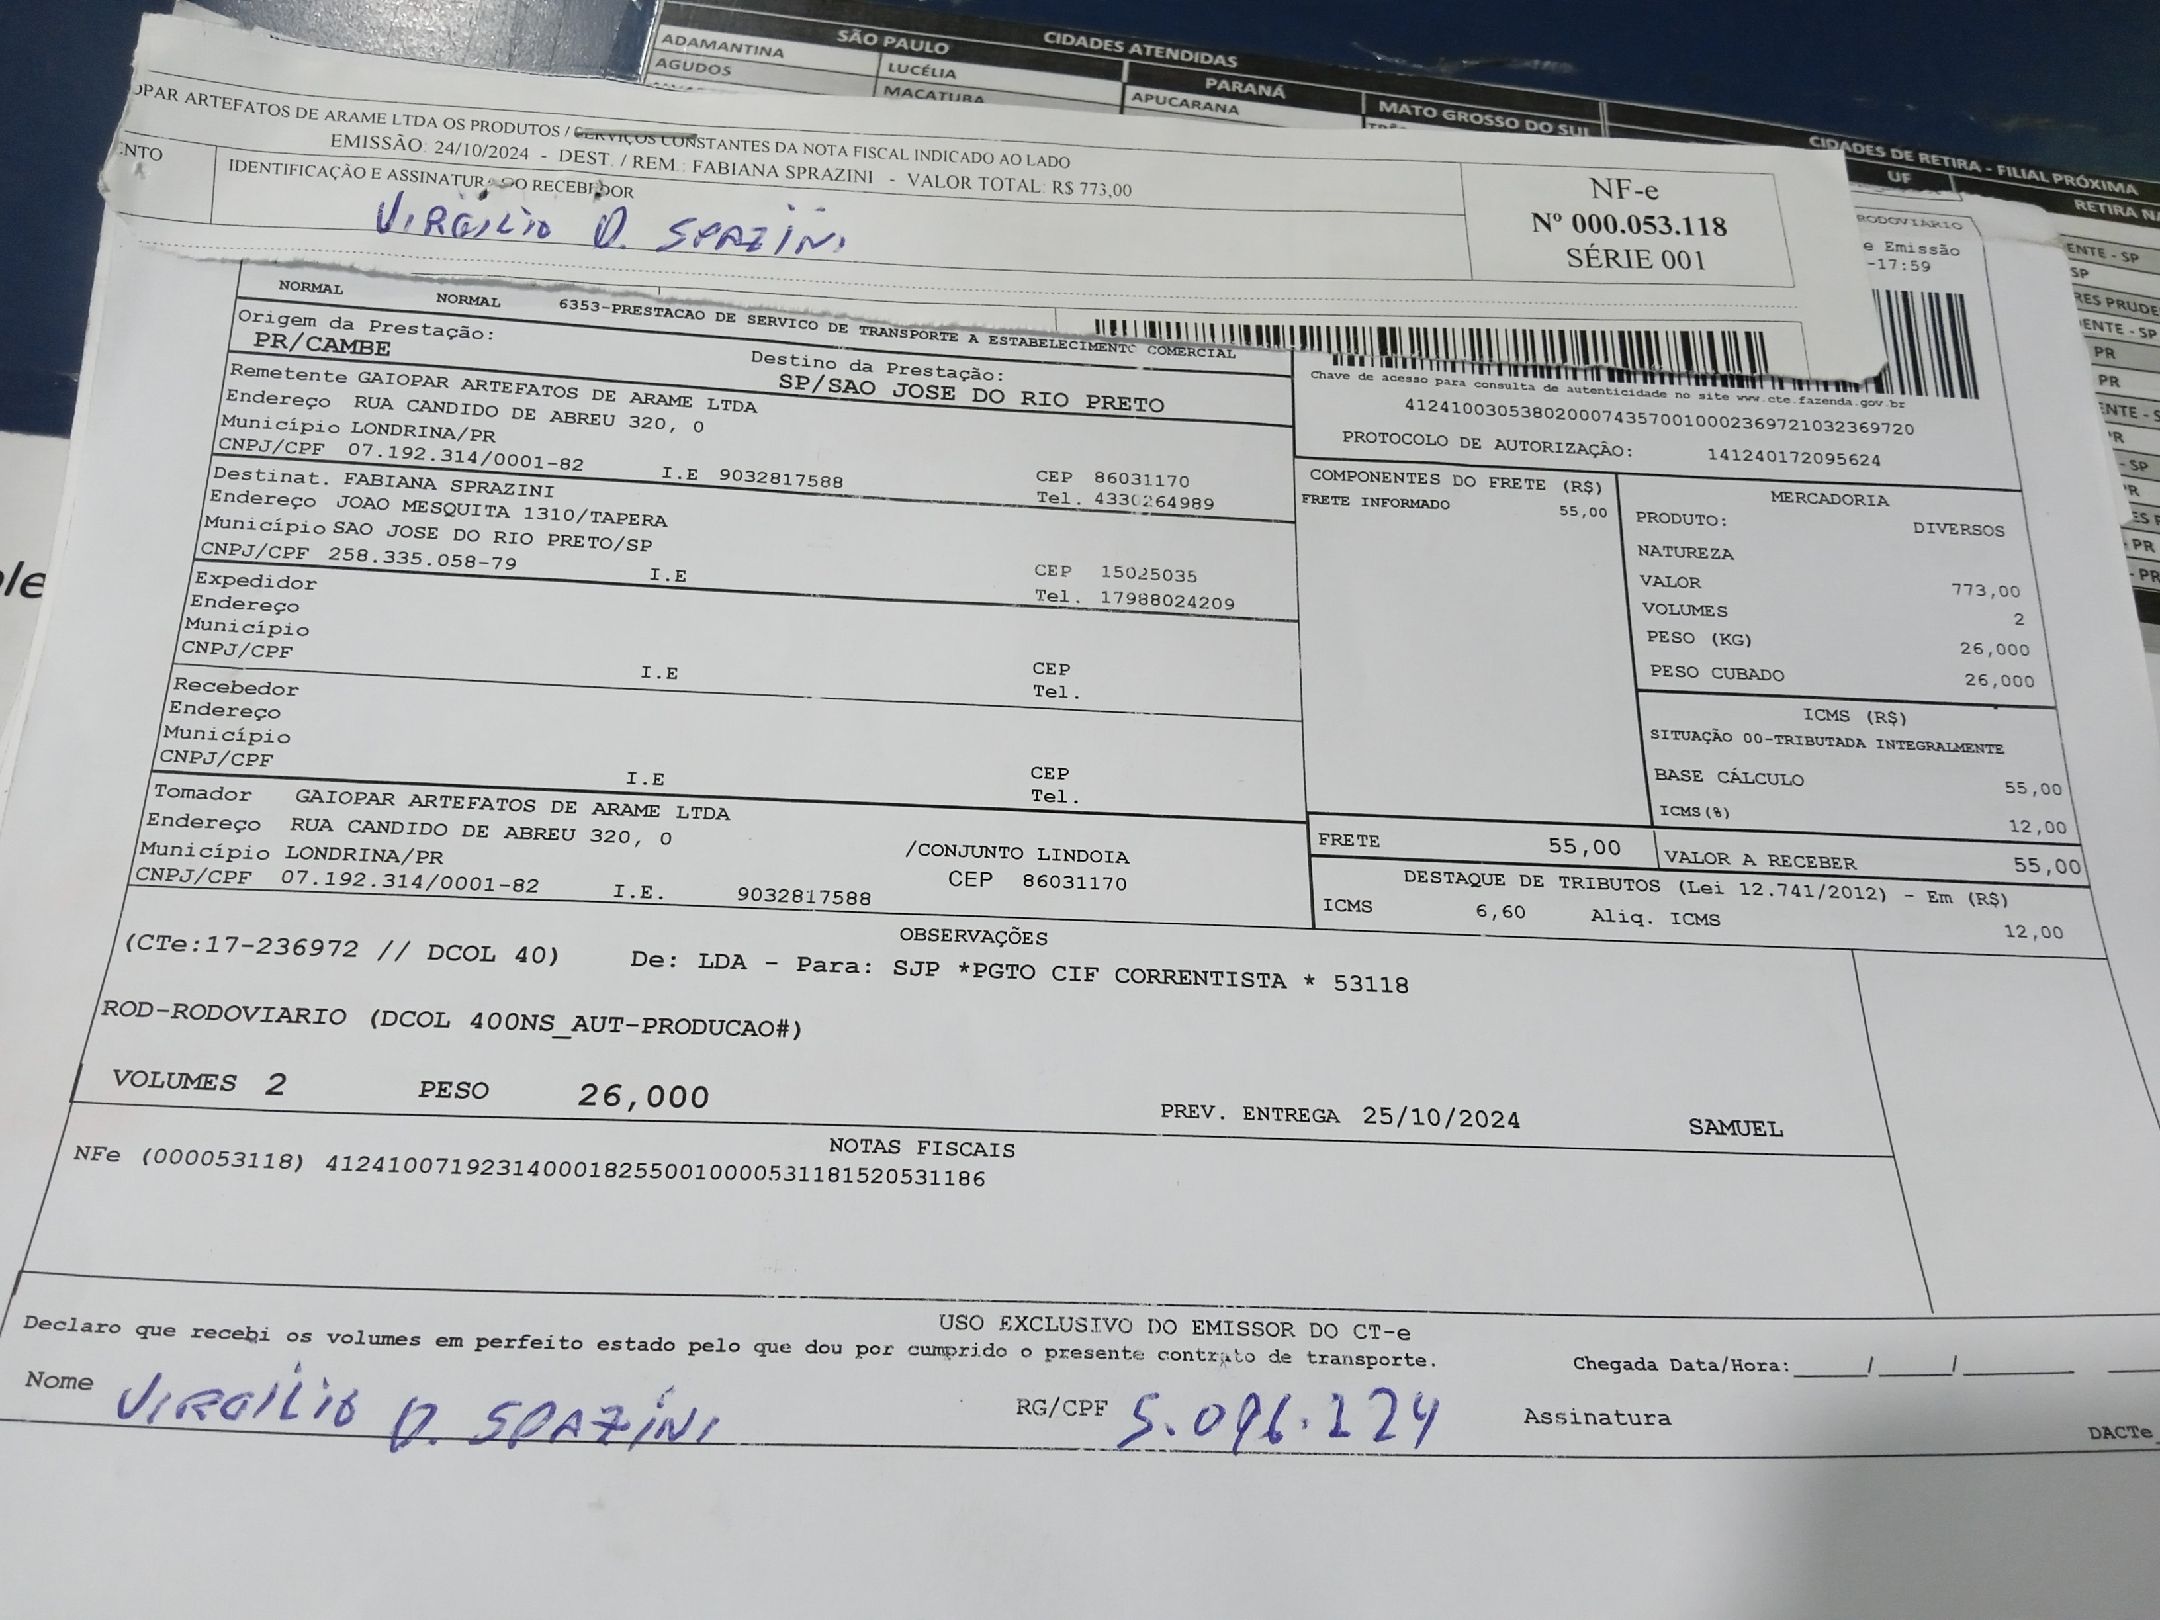 SÃO PAULO
CIDADES ATENDIDAS
ADAMANTINA
LUCÉLIA
PARANÁ
MATO GROSSO DO SUL
CIDADES DE RETIRA - FILIAL PRÓXIMA
AGUDOS
MACATUBA
APUCARANA
UF
RETIRA NA
OPAR ARTEFATOS DE ARAME LTDA OS PRODUTOS / SERVIÇOS CONSTANTES DA NOTA FISCAL INDICADO AO LADO
EMISSÃO: 24/10/2024 - DEST. / REM.: FABIANA SPRAZINI - VALOR TOTAL: R$ 773,00
IDENTIFICAÇÃO E ASSINATURA DO RECEBEDOR
VIRGILIO D. SPAZINI
NF-e
Nº 000.053.118
SÉRIE 001
RODOVIÁRIO
e Emissão
-17:59
NORMAL NORMAL 6353-PRESTACAO DE SERVICO DE TRANSPORTE A ESTABELECIMENTO COMERCIAL
Origem da Prestação:
PR/CAMBE
Destino da Prestação:
SP/SAO JOSE DO RIO PRETO
Chave de acesso para consulta de autenticidade no site www.cte.fazenda.gov.br
41241003053802000743570010002369721032369720
PROTOCOLO DE AUTORIZAÇÃO: 141240172095624
Remetente GAIOPAR ARTEFATOS DE ARAME LTDA
Endereço RUA CANDIDO DE ABREU 320, 0
Município LONDRINA/PR CEP 86031170
CNPJ/CPF 07.192.314/0001-82 I.E 9032817588 Tel. 4330264989
Destinat. FABIANA SPRAZINI
Endereço JOAO MESQUITA 1310/TAPERA
Município SAO JOSE DO RIO PRETO/SP CEP 15025035
CNPJ/CPF 258.335.058-79 I.E Tel. 17988024209
Expedidor
Endereço
Município CEP
CNPJ/CPF I.E Tel.
Recebedor
Endereço
Município CEP
CNPJ/CPF I.E Tel.
Tomador GAIOPAR ARTEFATOS DE ARAME LTDA
Endereço RUA CANDIDO DE ABREU 320, 0 /CONJUNTO LINDOIA
Município LONDRINA/PR CEP 86031170
CNPJ/CPF 07.192.314/0001-82 I.E. 9032817588
COMPONENTES DO FRETE (R$)
FRETE INFORMADO 55,00
MERCADORIA
PRODUTO: DIVERSOS
NATUREZA
VALOR 773,00
VOLUMES 2
PESO (KG) 26,000
PESO CUBADO 26,000
ICMS (R$)
SITUAÇÃO 00-TRIBUTADA INTEGRALMENTE
BASE CÁLCULO 55,00
ICMS(%) 12,00
FRETE 55,00 VALOR A RECEBER 55,00
DESTAQUE DE TRIBUTOS (Lei 12.741/2012) - Em (R$)
ICMS 6,60 Aliq. ICMS 12,00
OBSERVAÇÕES
(CTe:17-236972 // DCOL 40) De: LDA - Para: SJP *PGTO CIF CORRENTISTA * 53118
ROD-RODOVIARIO (DCOL 400NS_AUT-PRODUCAO#)
VOLUMES 2 PESO 26,000 PREV. ENTREGA 25/10/2024 SAMUEL
NOTAS FISCAIS
NFe (000053118) 41241007192314000182550010000531181520531186
USO EXCLUSIVO DO EMISSOR DO CT-e
Declaro que recebi os volumes em perfeito estado pelo que dou por cumprido o presente contrato de transporte. Chegada Data/Hora:____/____/______
Nome VIRGILIO D. SPAZINI RG/CPF 5.096.224 Assinatura
DACTe